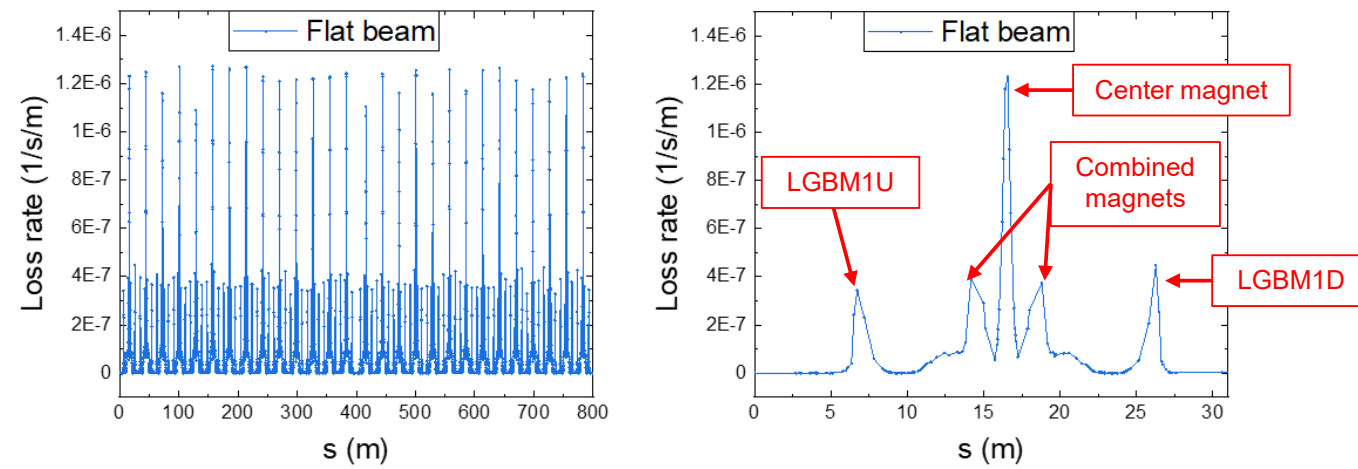 Flat beam
Loss rate (1/s/m)
1.4E-6
1.2E-6
1E-6
8E-7
6E-7
4E-7
2E-7
0
0 100 200 300 400 500 600 700 800
s (m)
Flat beam
Loss rate (1/s/m)
1.4E-6
1.2E-6
1E-6
8E-7
6E-7
4E-7
2E-7
0
Center magnet
LGBM1U
Combined
magnets
LGBM1D
0 5 10 15 20 25 30
s (m)